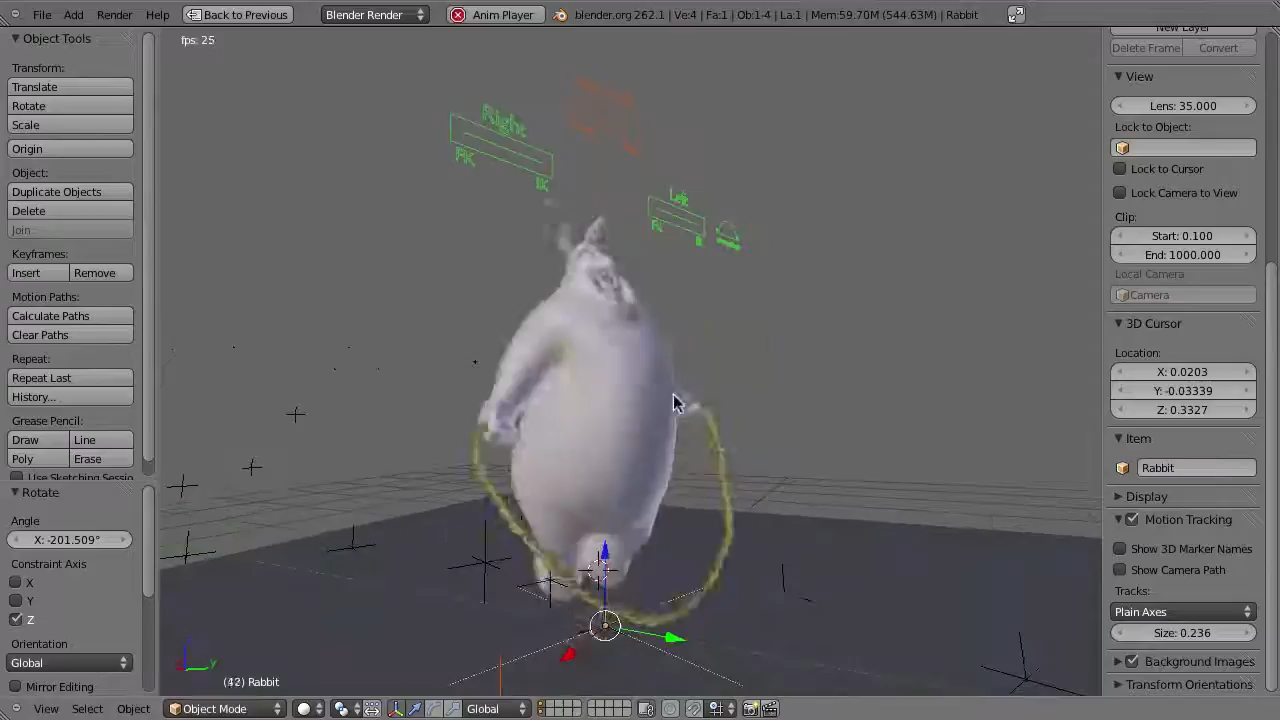 File Add Render Help Back to Previous Blender Render Anim Player blender.org 262.1 | Ve:4 | Fa:1 | Ob:1-4 | La:1 | Mem:59.70M (544.63M) | Rabbit
Object Tools
Transform:
Translate
Rotate
Scale
Origin
Object:
Duplicate Objects
Delete
Join
Keyframes:
Insert Remove
Motion Paths:
Calculate Paths
Clear Paths
Repeat:
Repeat Last
History...
Grease Pencil:
Draw Line
Poly Erase
Use Sketching Sessio
Rotate
Angle
X: -201.509°
Constraint Axis
X
Y
Z
Orientation
Global
Mirror Editing
fps: 25
Right
FK
IK
Left
z y
(42) Rabbit
New Layer
Delete Frame Convert
View
Lens: 35.000
Lock to Object:
Lock to Cursor
Lock Camera to View
Clip:
Start: 0.100
End: 1000.000
Local Camera
Camera
3D Cursor
Location:
X: 0.0203
Y: -0.03339
Z: 0.3327
Item
Rabbit
Display
Motion Tracking
Show 3D Marker Names
Show Camera Path
Tracks:
Plain Axes
Size: 0.236
Background Images
Transform Orientations
View Select Object Object Mode Global